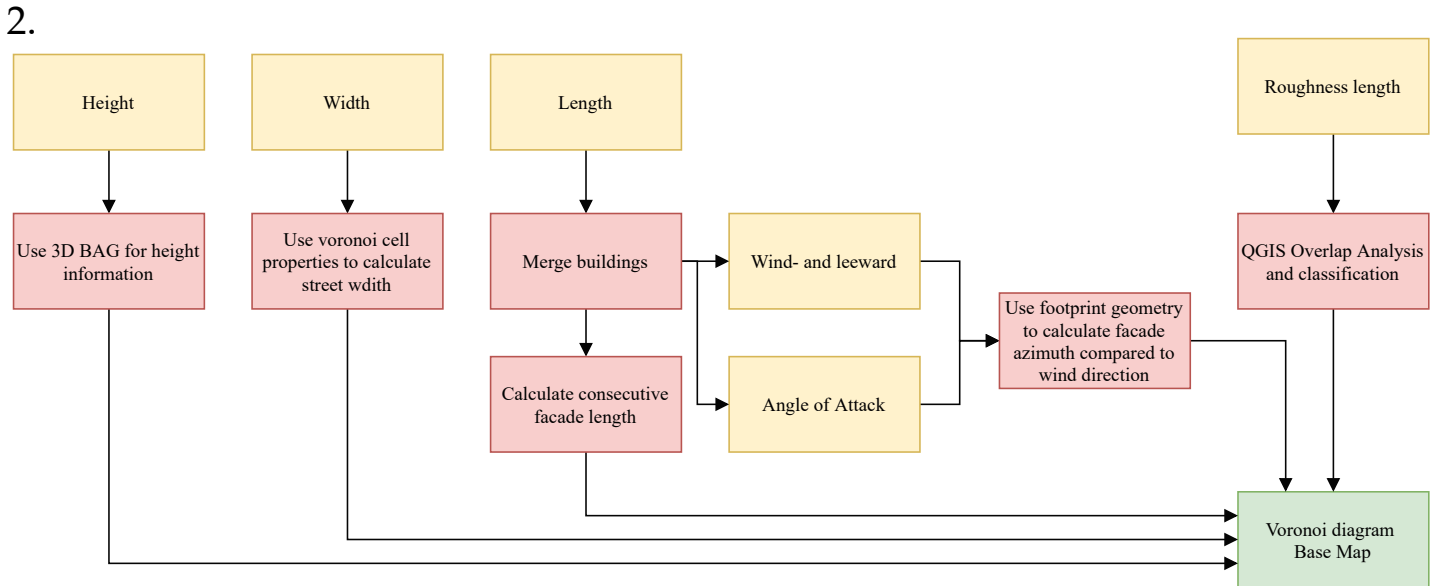 2.
Height
Width
Length
Roughness length
Use 3D BAG for height
information
Use voronoi cell
properties to calculate
street wdith
Merge buildings
Wind- and leeward
QGIS Overlap Analysis
and classification
Use footprint geometry
to calculate facade
azimuth compared to
wind direction
Calculate consecutive
facade length
Angle of Attack
Voronoi diagram
Base Map